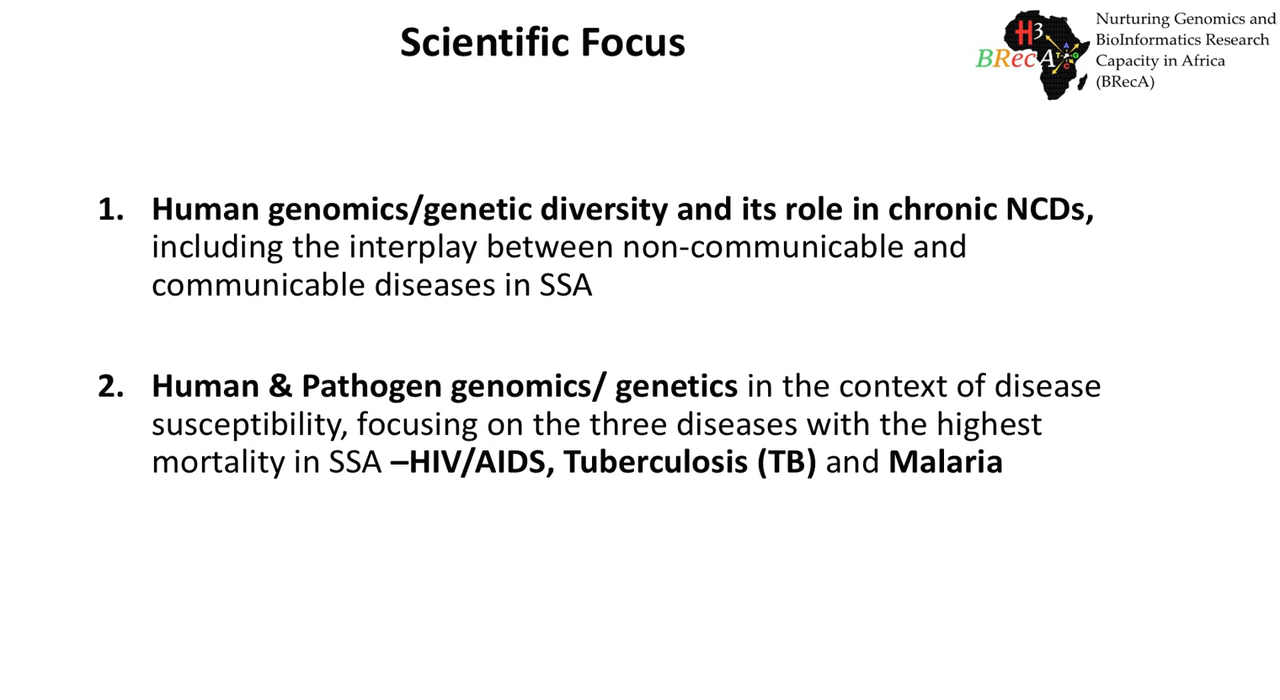 Scientific Focus
H3
BRecA
Nurturing Genomics and
BioInformatics Research
Capacity in Africa
(BRecA)
1. Human genomics/genetic diversity and its role in chronic NCDs,
including the interplay between non-communicable and
communicable diseases in SSA
2. Human & Pathogen genomics/ genetics in the context of disease
susceptibility, focusing on the three diseases with the highest
mortality in SSA –HIV/AIDS, Tuberculosis (TB) and Malaria